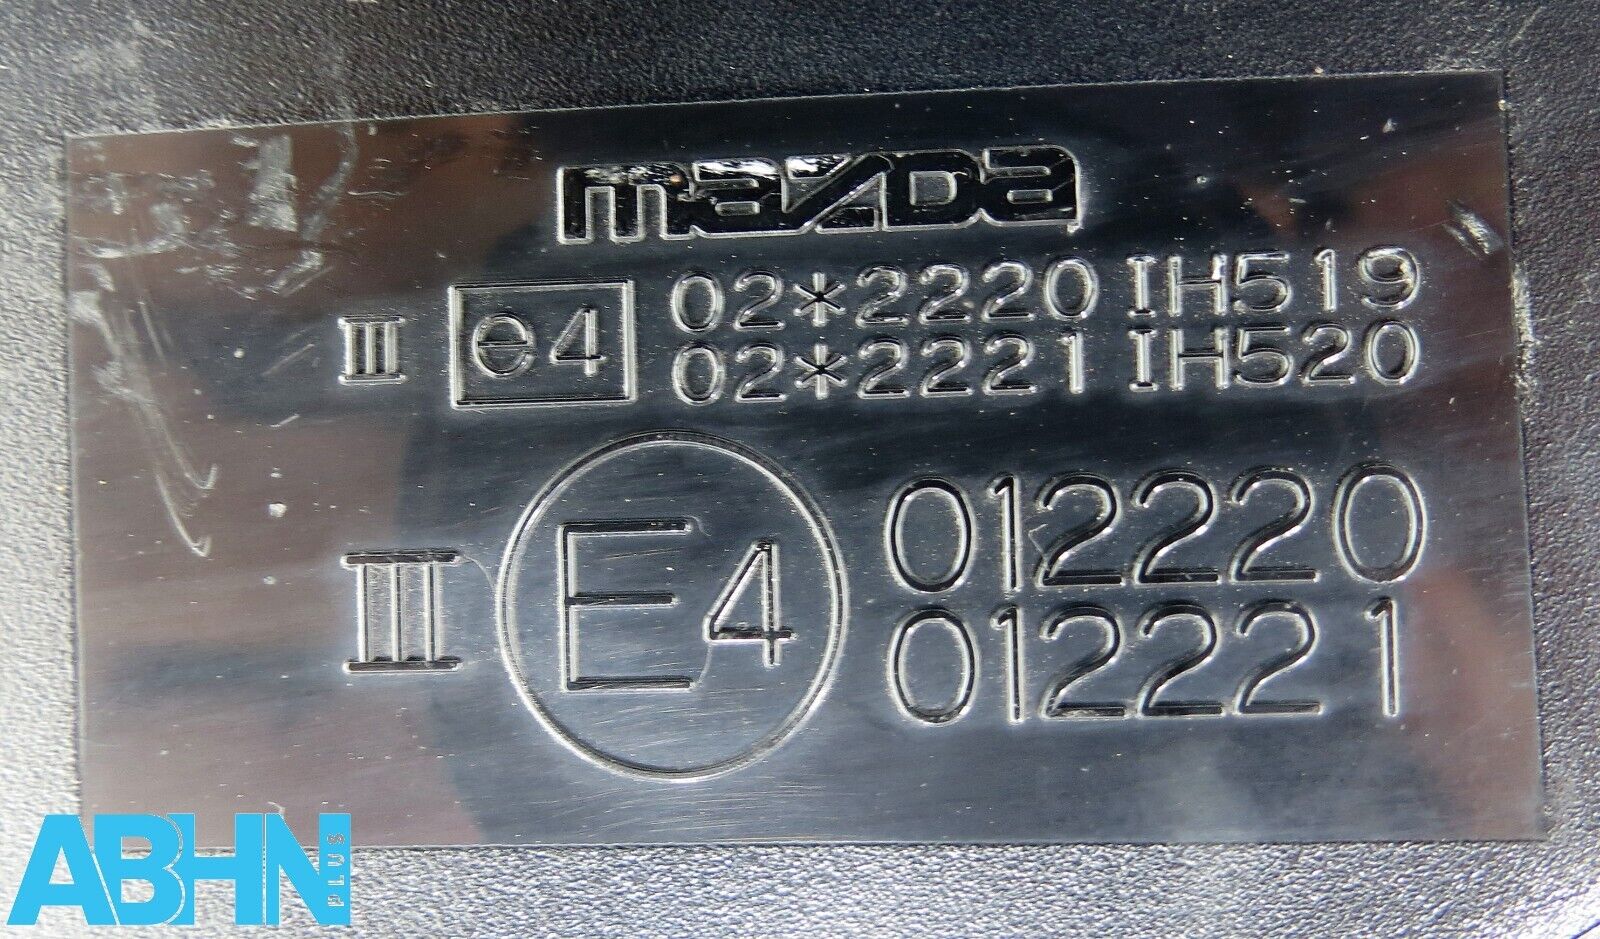 mazda
III e4 02*2220 IH519
02*2221 IH520
III E4 012220
012221
ABHN PLUS